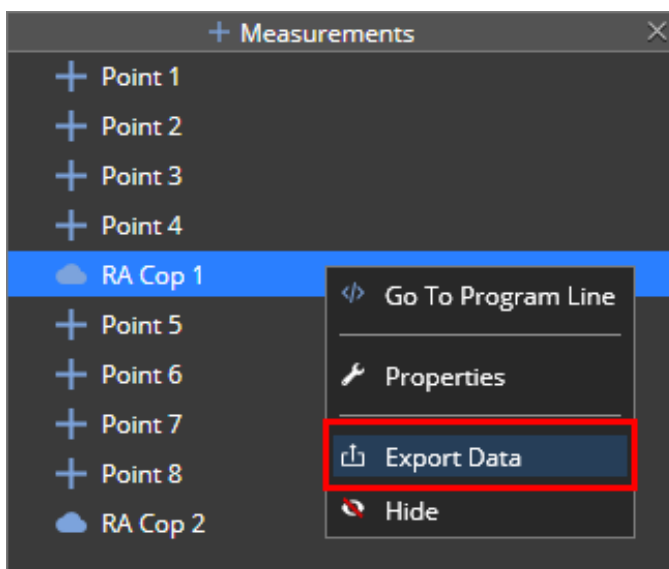 Measurements
Point 1
Point 2
Point 3
Point 4
RA Cop 1
Go To Program Line
Point 5
Properties
Point 6
Point 7
Export Data
Point 8
Hide
RA Cop 2